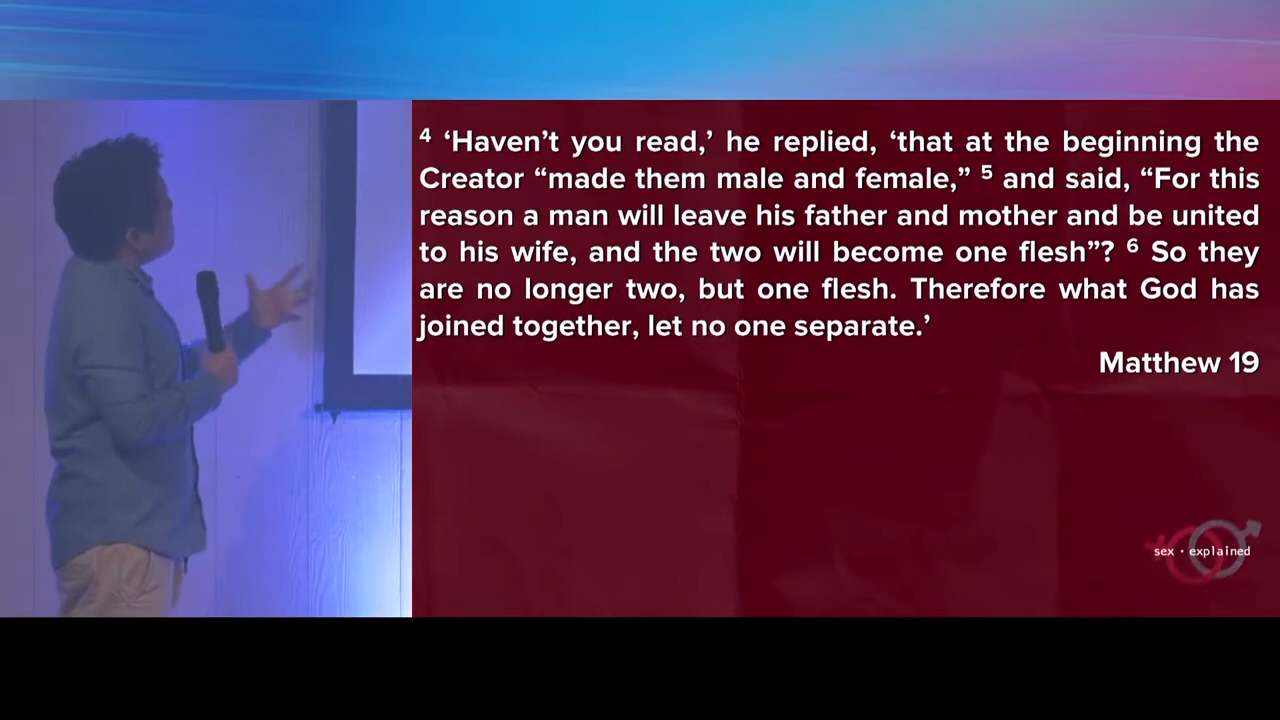 ⁴ ‘Haven’t you read,’ he replied, ‘that at the beginning the
Creator “made them male and female,” ⁵ and said, “For this
reason a man will leave his father and mother and be united
to his wife, and the two will become one flesh”? ⁶ So they
are no longer two, but one flesh. Therefore what God has
joined together, let no one separate.’
Matthew 19
sex · explained